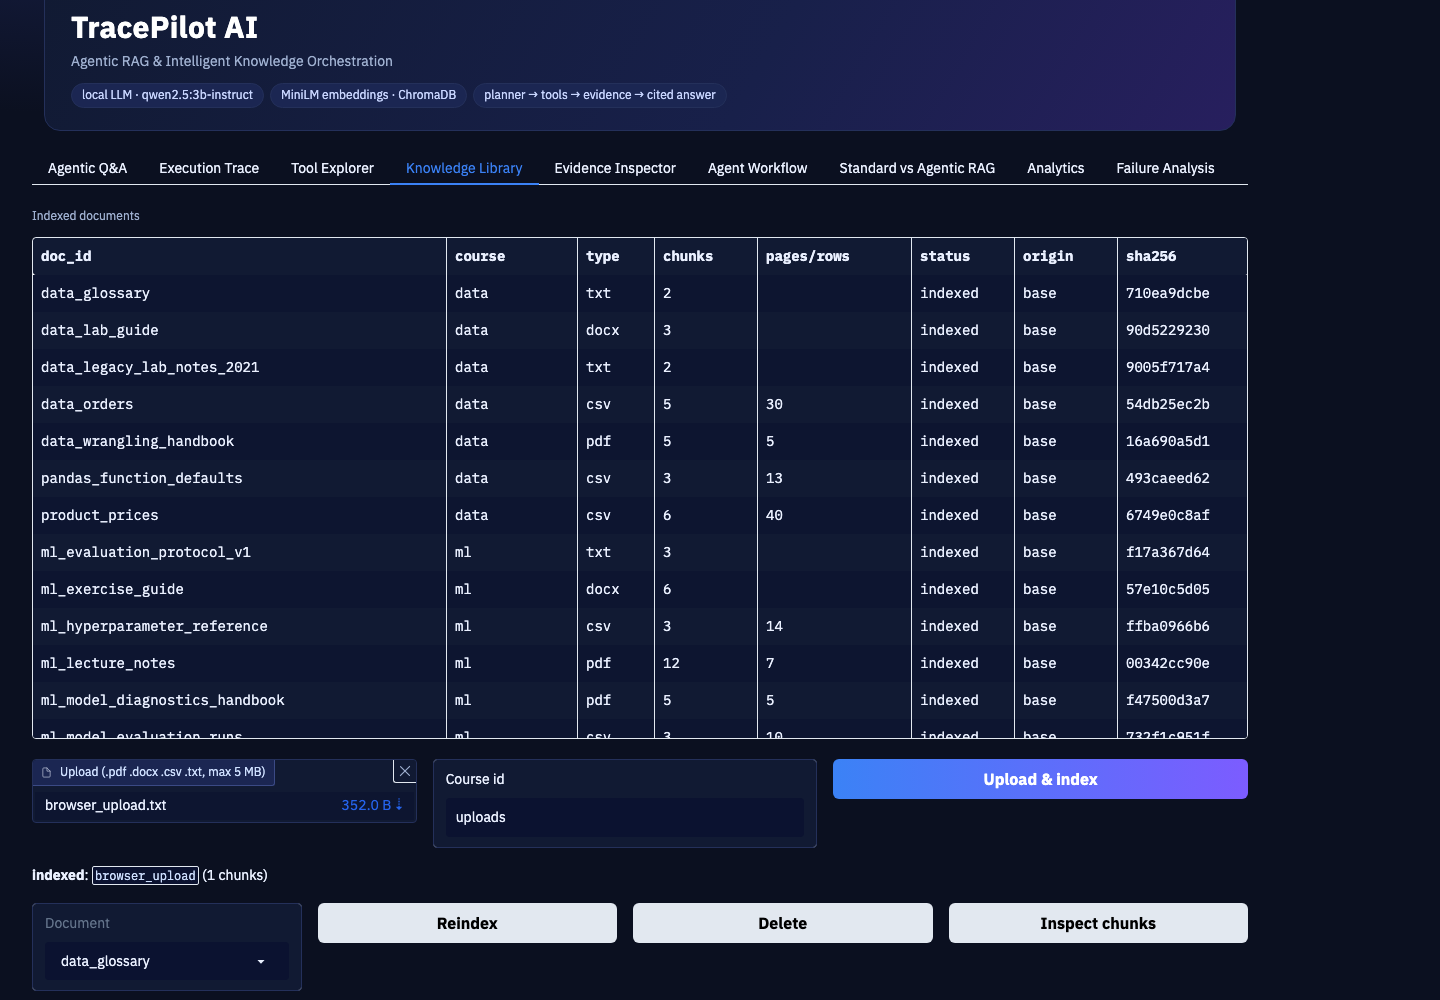 TracePilot AI
Agentic RAG & Intelligent Knowledge Orchestration
local LLM · qwen2.5:3b-instruct MiniLM embeddings · ChromaDB planner → tools → evidence → cited answer
Agentic Q&A Execution Trace Tool Explorer Knowledge Library Evidence Inspector Agent Workflow Standard vs Agentic RAG Analytics Failure Analysis
Indexed documents
doc_id course type chunks pages/rows status origin sha256
data_glossary data txt 2 indexed base 710ea9dcbe
data_lab_guide data docx 3 indexed base 90d5229230
data_legacy_lab_notes_2021 data txt 2 indexed base 9005f717a4
data_orders data csv 5 30 indexed base 54db25ec2b
data_wrangling_handbook data pdf 5 5 indexed base 16a690a5d1
pandas_function_defaults data csv 3 13 indexed base 493caeed62
product_prices data csv 6 40 indexed base 6749e0c8af
ml_evaluation_protocol_v1 ml txt 3 indexed base f17a367d64
ml_exercise_guide ml docx 6 indexed base 57e10c5d05
ml_hyperparameter_reference ml csv 3 14 indexed base ffba0966b6
ml_lecture_notes ml pdf 12 7 indexed base 00342cc90e
ml_model_diagnostics_handbook ml pdf 5 5 indexed base f47500d3a7
ml_model_evaluation_runs ml csv 3 10 indexed base 732f1c951f
Upload (.pdf .docx .csv .txt, max 5 MB)
browser_upload.txt 352.0 B ↓
Course id
uploads
Upload & index
indexed: browser_upload (1 chunks)
Document
data_glossary
Reindex
Delete
Inspect chunks